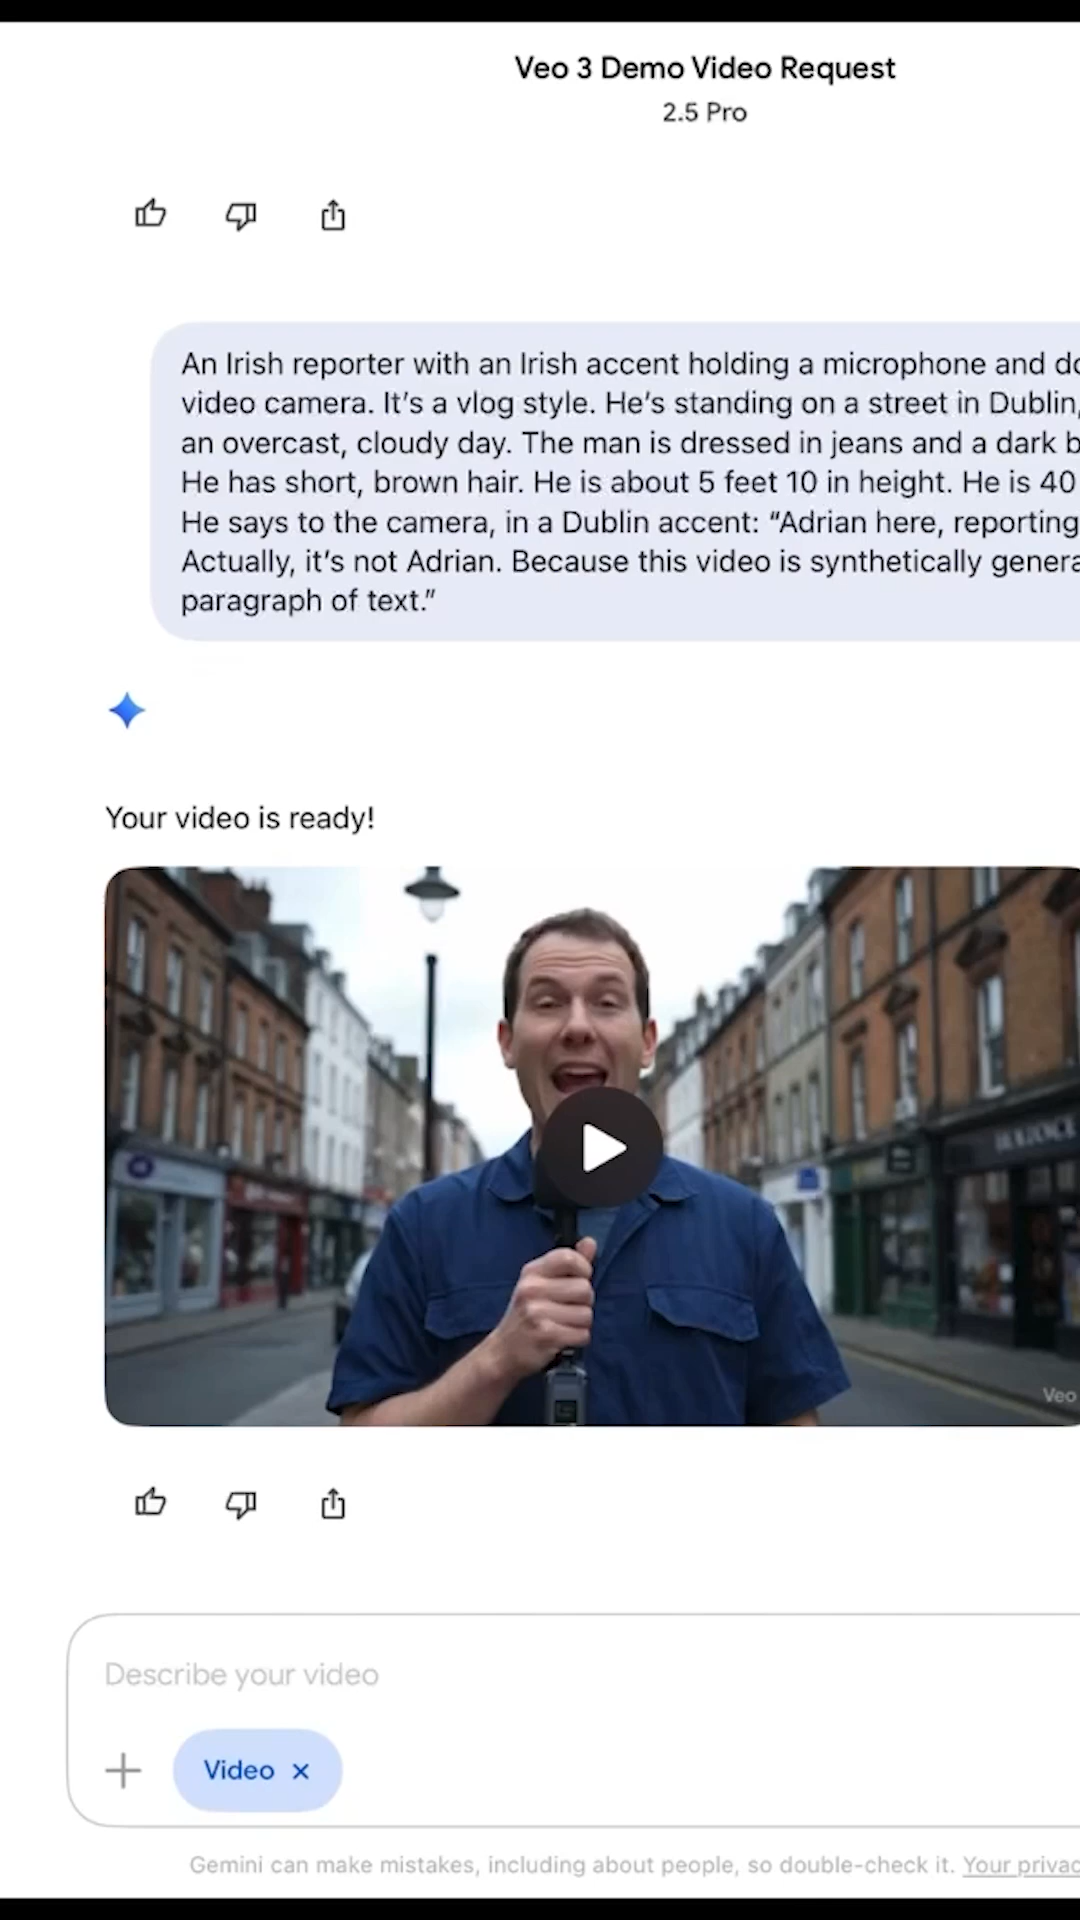 Veo 3 Demo Video Request
2.5 Pro
An Irish reporter with an Irish accent holding a microphone and
video camera. It's a vlog style. He's standing on a street in Dublin,
an overcast, cloudy day. The man is dressed in jeans and a dark
He has short, brown hair. He is about 5 feet 10 in height. He is 40
He says to the camera, in a Dublin accent: “Adrian here, reporting
Actually, it's not Adrian. Because this video is synthetically
paragraph of text.”
Your video is ready!
Veo
Describe your video
Video ×
Gemini can make mistakes, including about people, so double-check it. Your